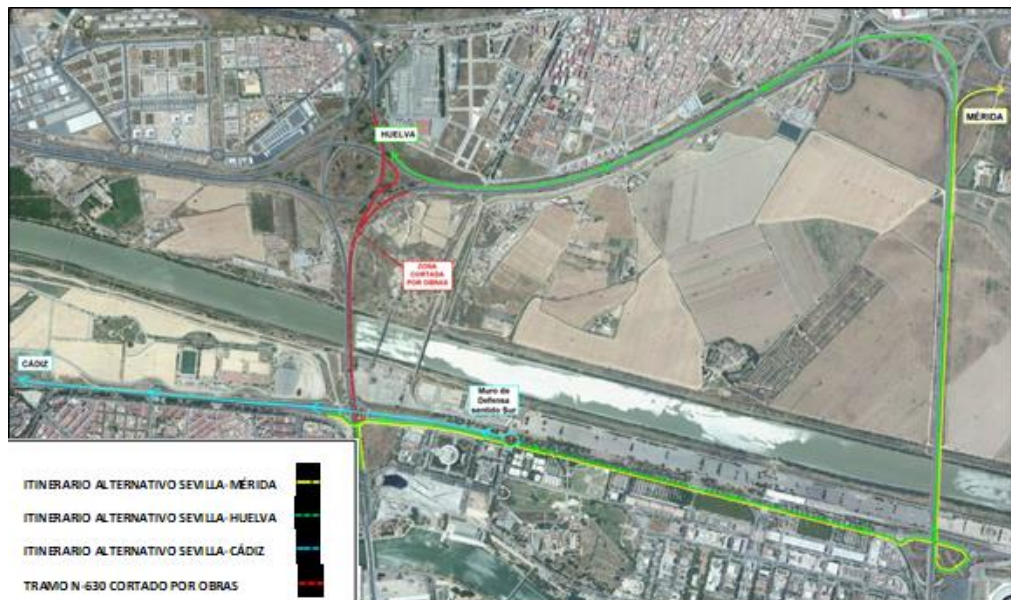 HUELVA
MÉRIDA
ZONA
CORTADA
POR OBRAS
CÁDIZ
Muro de
Defensa
sentido Sur
ITINERARIO ALTERNATIVO SEVILLA-MÉRIDA
ITINERARIO ALTERNATIVO SEVILLA-HUELVA
ITINERARIO ALTERNATIVO SEVILLA-CÁDIZ
TRAMO N-630 CORTADO POR OBRAS